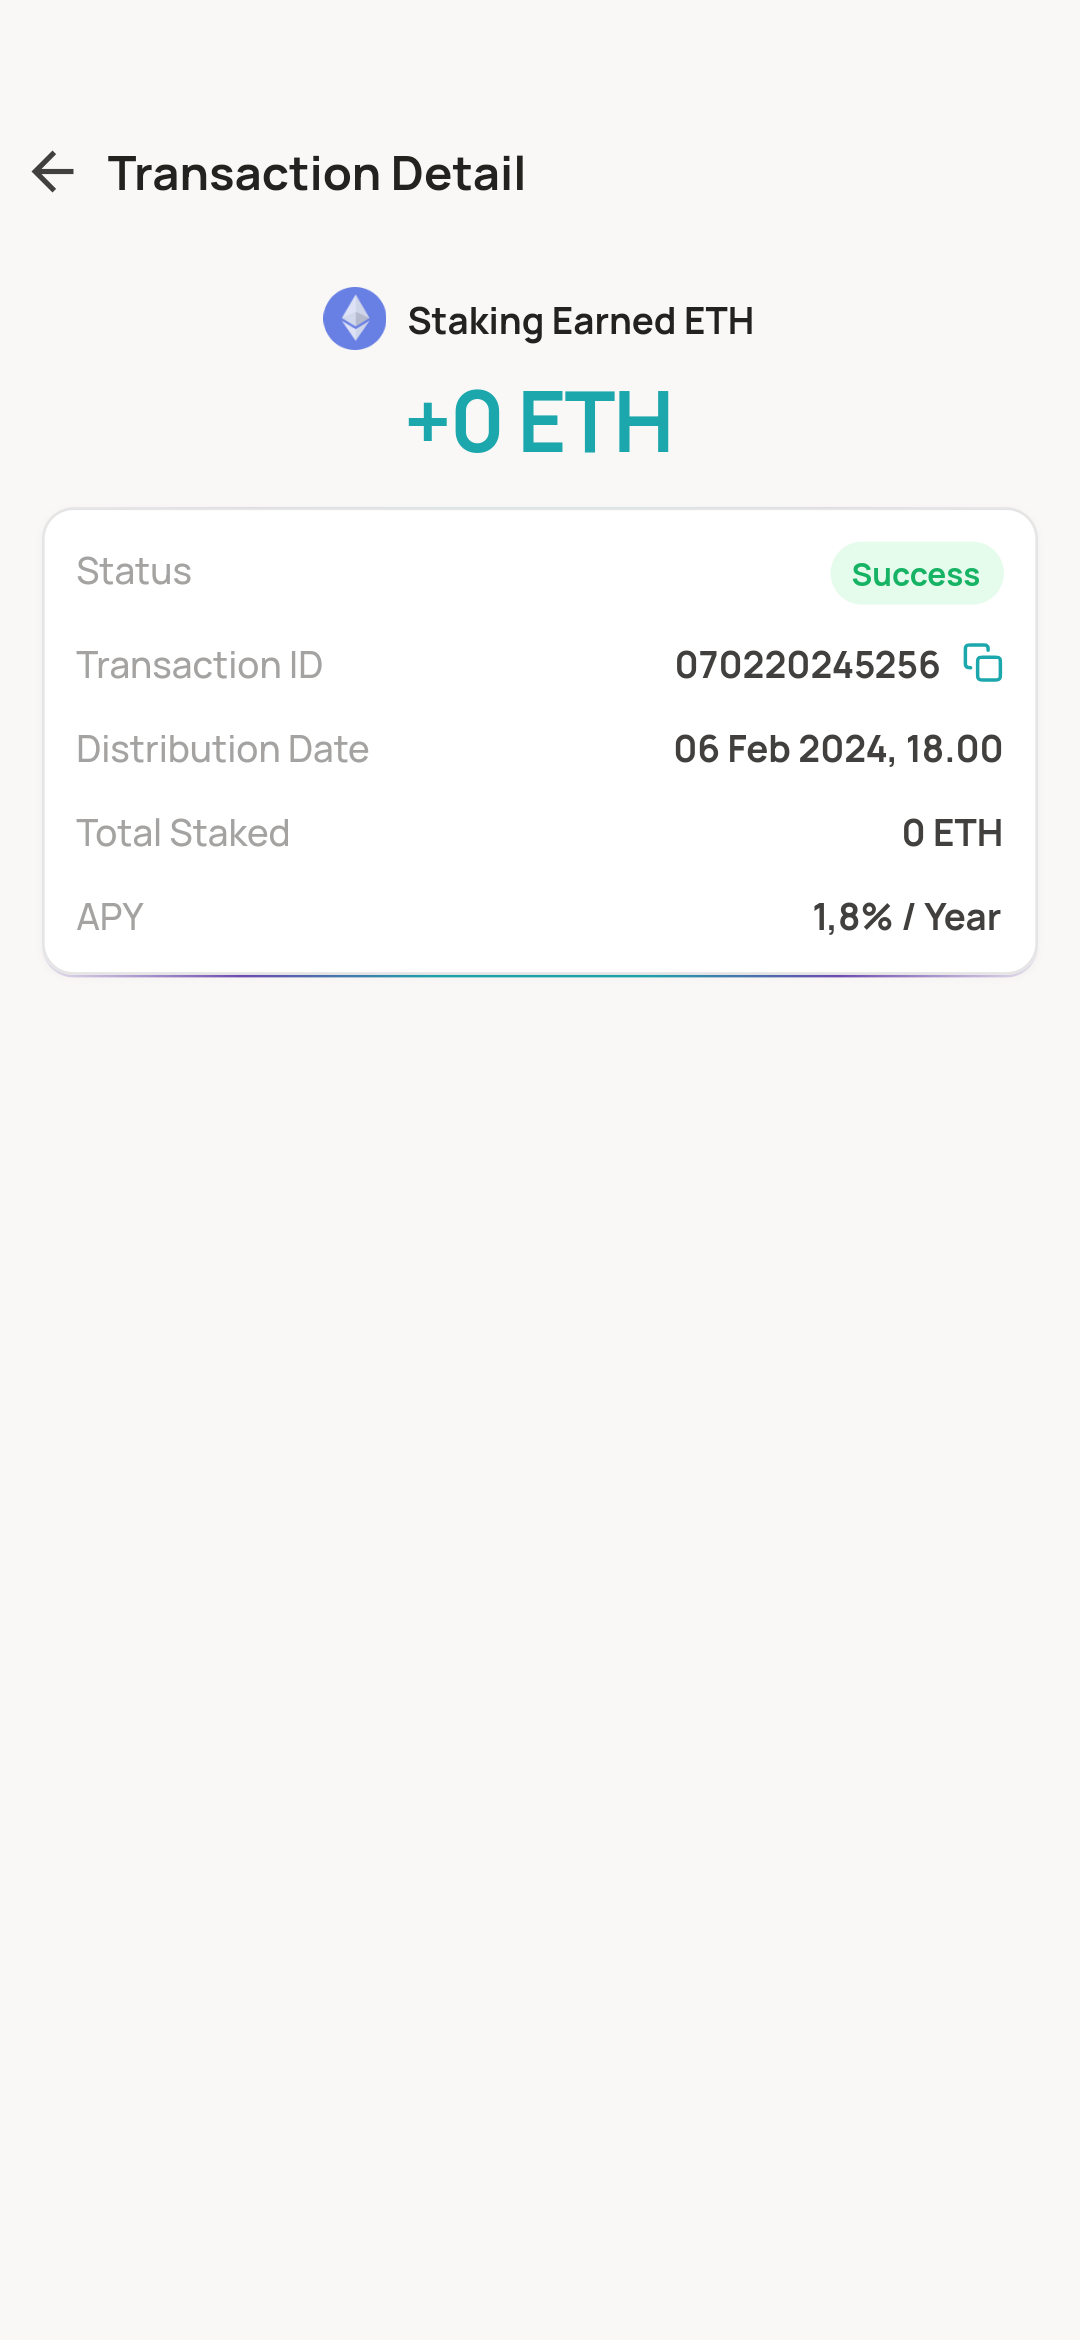 Transaction Detail
Staking Earned ETH
+0 ETH
Status Success
Transaction ID 070220245256
Distribution Date 06 Feb 2024, 18.00
Total Staked 0 ETH
APY 1,8% / Year